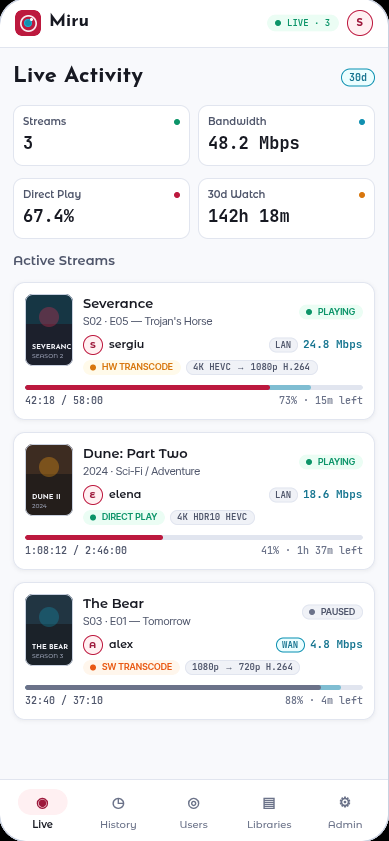 Miru
LIVE · 3
S
Live Activity
30d
Streams
3
Bandwidth
48.2 Mbps
Direct Play
67.4%
30d Watch
142h 18m
Active Streams
SEVERANC
SEASON 2
Severance
S02 · E05 — Trojan's Horse
PLAYING
S sergiu
LAN 24.8 Mbps
HW TRANSCODE 4K HEVC → 1080p H.264
42:18 / 58:00
73% · 15m left
DUNE II
2024
Dune: Part Two
2024 · Sci-Fi / Adventure
PLAYING
E elena
LAN 18.6 Mbps
DIRECT PLAY 4K HDR10 HEVC
1:08:12 / 2:46:00
41% · 1h 37m left
THE BEAR
SEASON 3
The Bear
S03 · E01 — Tomorrow
PAUSED
A alex
WAN 4.8 Mbps
SW TRANSCODE 1080p → 720p H.264
32:40 / 37:10
88% · 4m left
Live
History
Users
Libraries
Admin